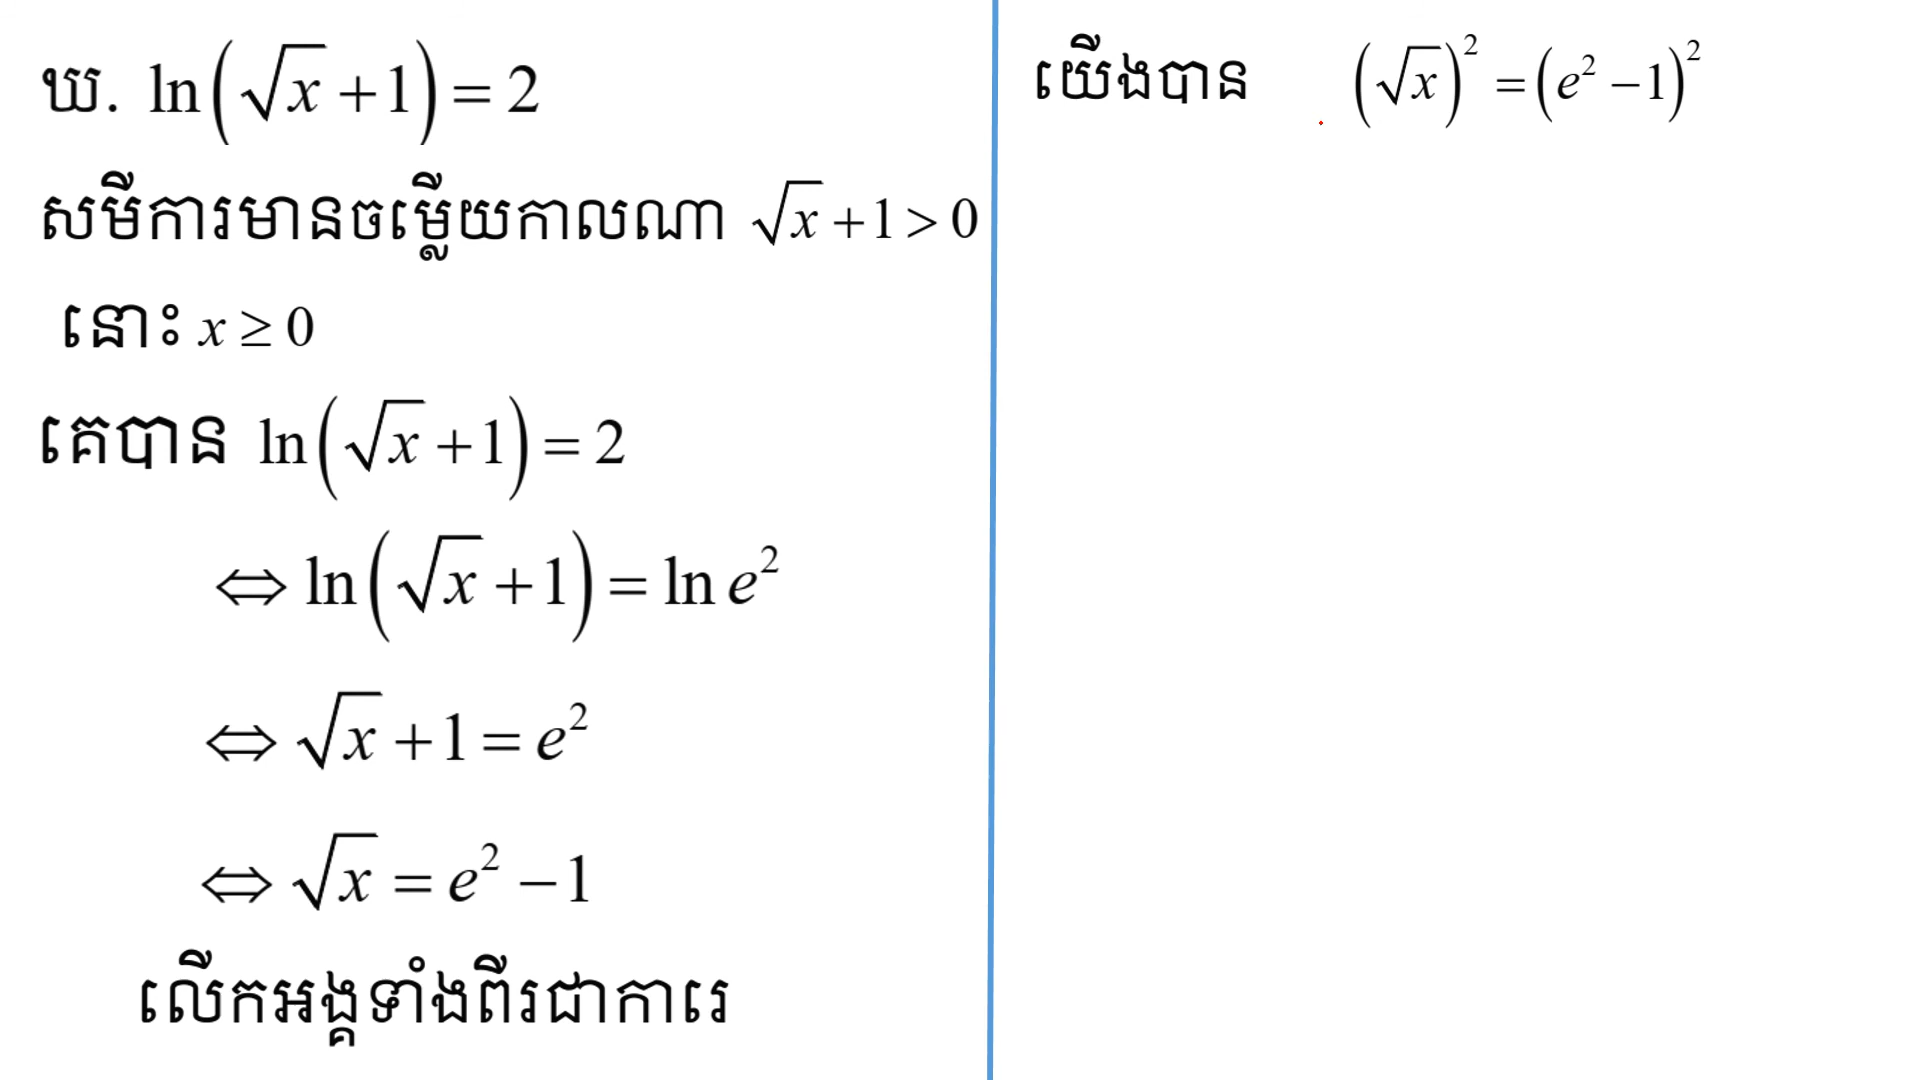 ឃ. ln(√x + 1) = 2
សមីការមានចម្លើយកាលណា √x + 1 > 0
នោះ x ≥ 0
គេបាន ln(√x + 1) = 2
⇔ ln(√x + 1) = ln e²
⇔ √x + 1 = e²
⇔ √x = e² − 1
លើកអង្គទាំងពីរជាការេ
យើងបាន (√x)² = (e² − 1)²